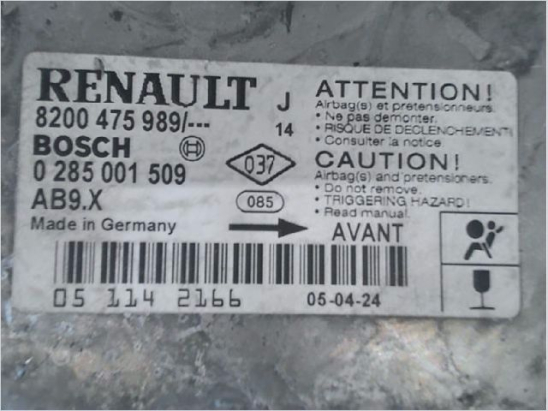 RENAULT J
8200 475 989/--- 14
BOSCH
0 285 001 509 037
AB9.X 085
Made in Germany AVANT
05 114 2166 05-04-24
ATTENTION!
Airbag(s) et pretensionneurs.
• Ne pas demonter.
• RISQUE DE DECLENCHEMENT!
• Consulter la notice
CAUTION!
Airbag(s) and pretensioners.
• Do not remove.
• TRIGGERING HAZARD!
• Read manual.